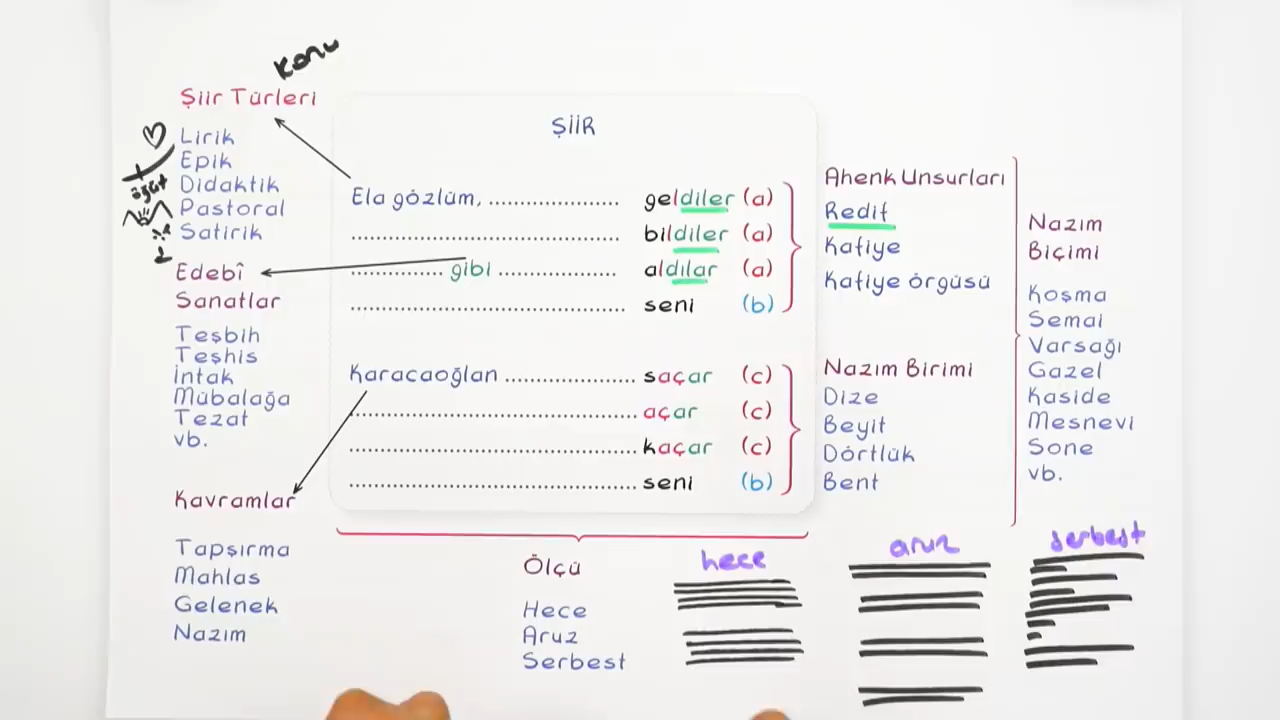 Konu
Şiir Türleri
Lirik
Epik
Didaktik
Pastoral
Satirik
öğüt
Edebî
Sanatlar
Teşbih
Teşhis
İntak
Mübalağa
Tezat
vb.
Kavramlar
Tapşırma
Mahlas
Gelenek
Nazım
ŞİİR
Ela gözlüm, ...................... geldiler (a)
............................................. bildiler (a)
............... gibi ................... aldılar (a)
............................................. seni (b)
Karacaoğlan ...................... saçar (c)
............................................... açar (c)
............................................... kaçar (c)
............................................... seni (b)
Ahenk Unsurları
Redif
Kafiye
Kafiye örgüsü
Nazım Birimi
Dize
Beyit
Dörtlük
Bent
Nazım
Biçimi
Koşma
Semai
Varsağı
Gazel
Kaside
Mesnevi
Sone
vb.
Ölçü
Hece
Aruz
Serbest
hece
aruz
serbest